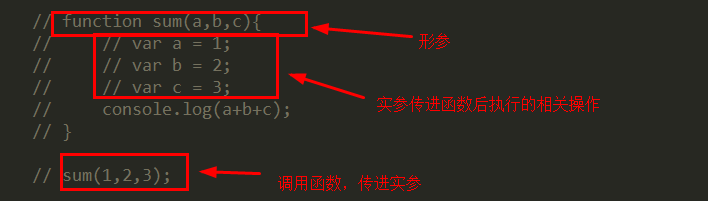 // function sum(a,b,c){
形参
//     // var a = 1;
//     // var b = 2;
//     // var c = 3;
实参传进函数后执行的相关操作
//     console.log(a+b+c);
// }
// sum(1,2,3);
调用函数，传进实参